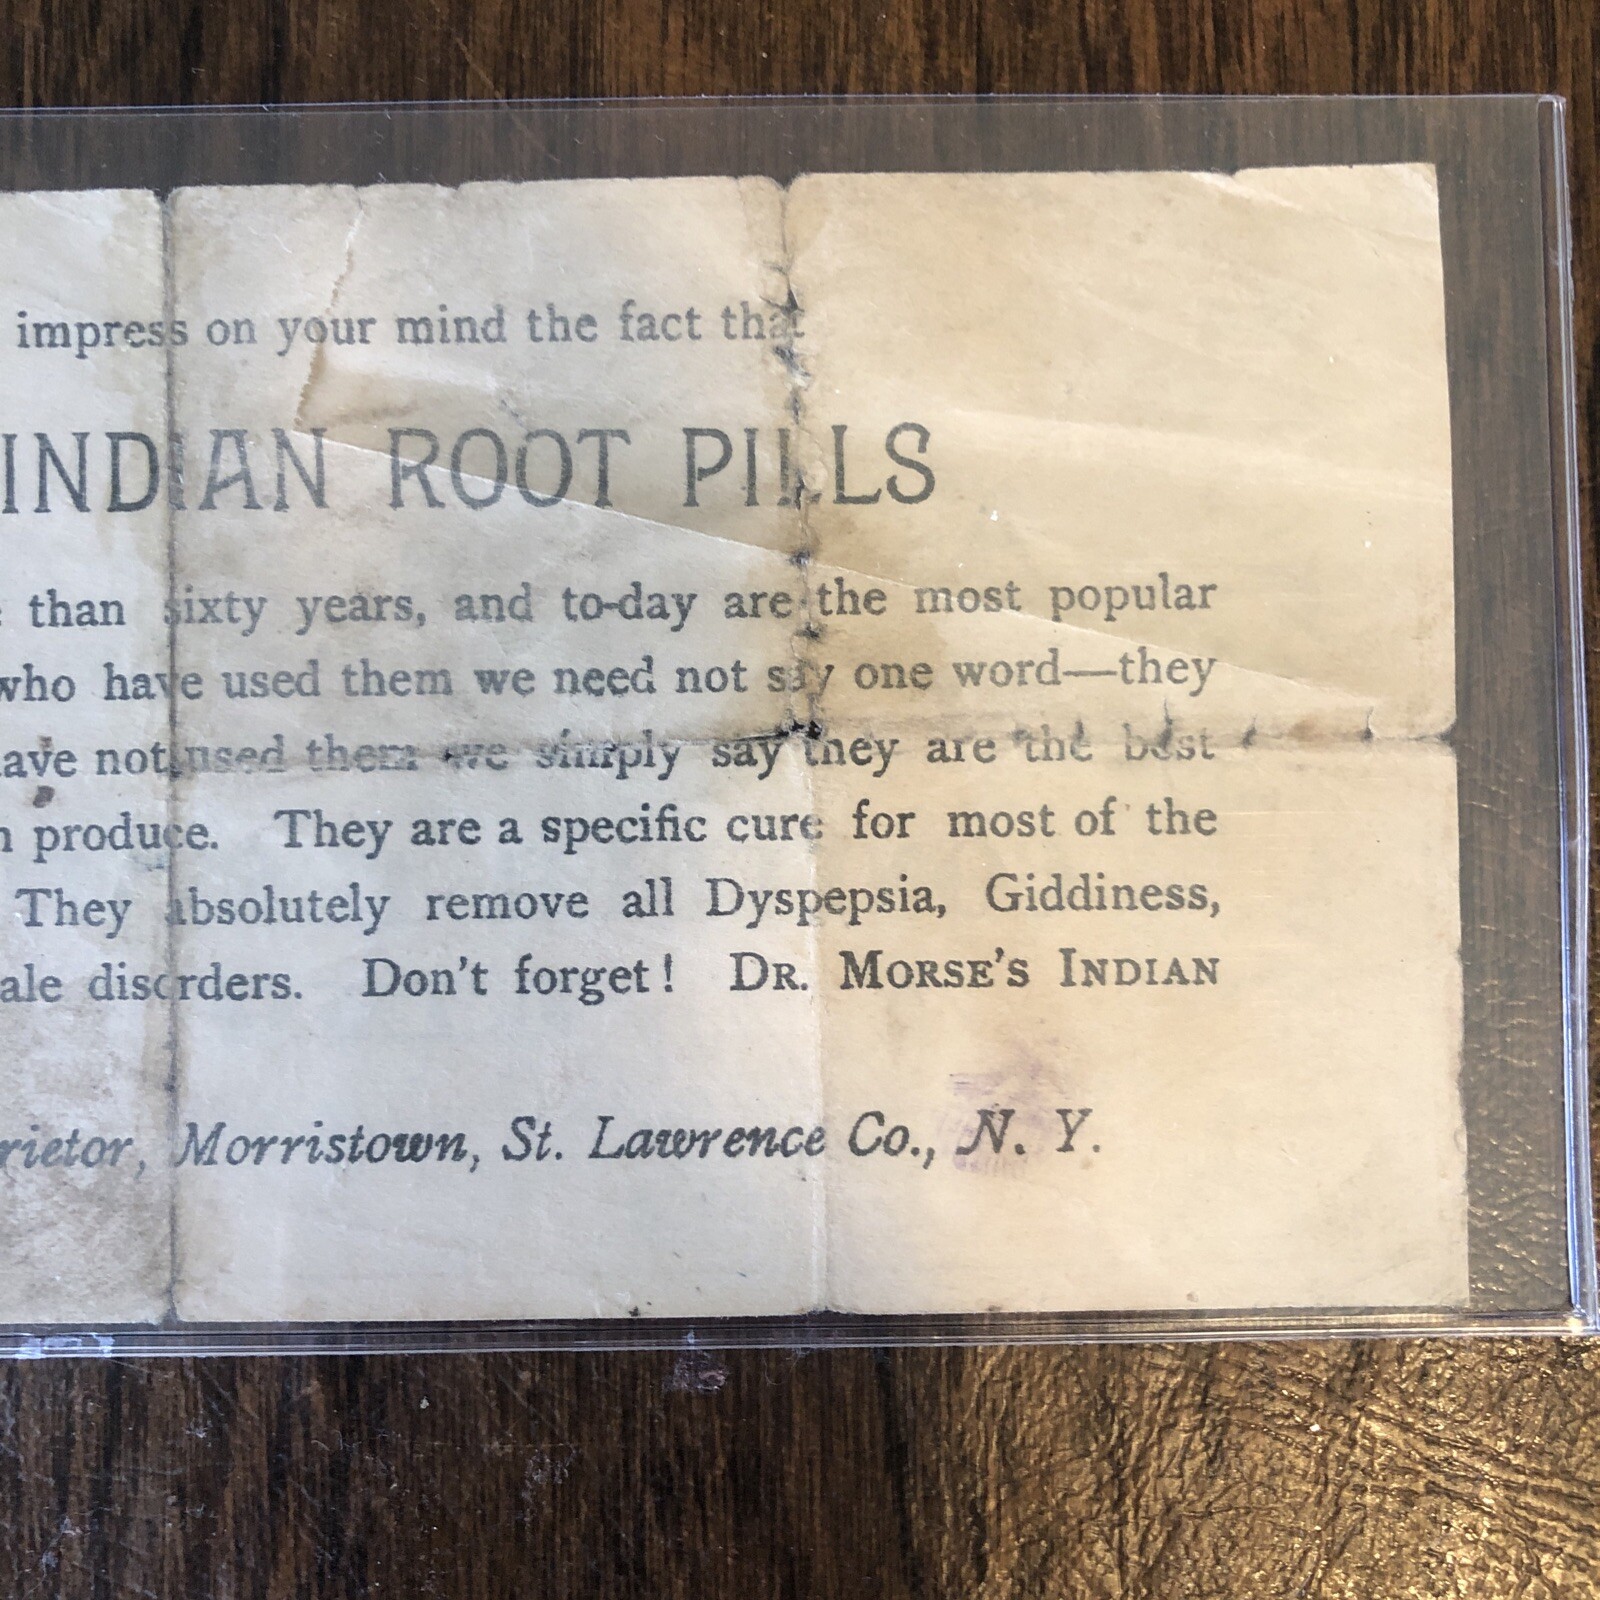 impress on your mind the fact that
INDIAN ROOT PILLS
than sixty years, and to-day are the most popular
who have used them we need not say one word—they
have not used them we simply say they are the best
produce. They are a specific cure for most of the
They absolutely remove all Dyspepsia, Giddiness,
ale disorders. Don't forget! DR. MORSE'S INDIAN
rietor, Morristown, St. Lawrence Co., N. Y.